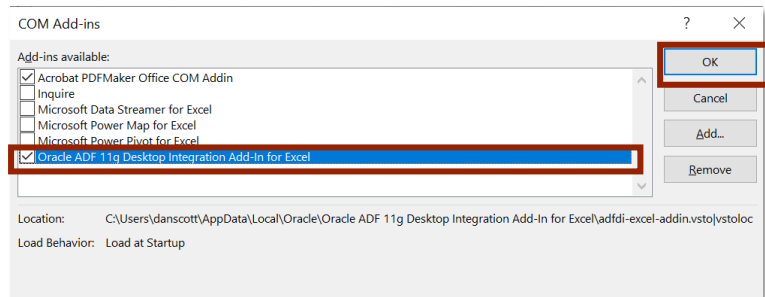 COM Add-ins
?
Add-ins available:
Acrobat PDFMaker Office COM Addin
Inquire
Microsoft Data Streamer for Excel
Microsoft Power Map for Excel
Microsoft Power Pivot for Excel
Oracle ADF 11g Desktop Integration Add-In for Excel
OK
Cancel
Add...
Remove
Location: C:\Users\danscott\AppData\Local\Oracle\Oracle ADF 11g Desktop Integration Add-In for Excel\adfdi-excel-addin.vsto|vstoloc
Load Behavior: Load at Startup